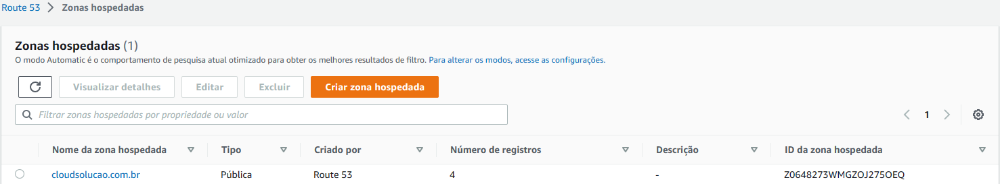 Route 53 > Zonas hospedadas
Zonas hospedadas (1)
O modo Automatic é o comportamento de pesquisa atual otimizado para obter os melhores resultados de filtro. Para alterar os modos, acesse as configurações.
Visualizar detalhes Editar Excluir Criar zona hospedada
Filtrar zonas hospedadas por propriedade ou valor 1
Nome da zona hospedada Tipo Criado por Número de registros Descrição ID da zona hospedada
cloudsolucao.com.br Pública Route 53 4 - Z0648273WMGZOJ275OEQ